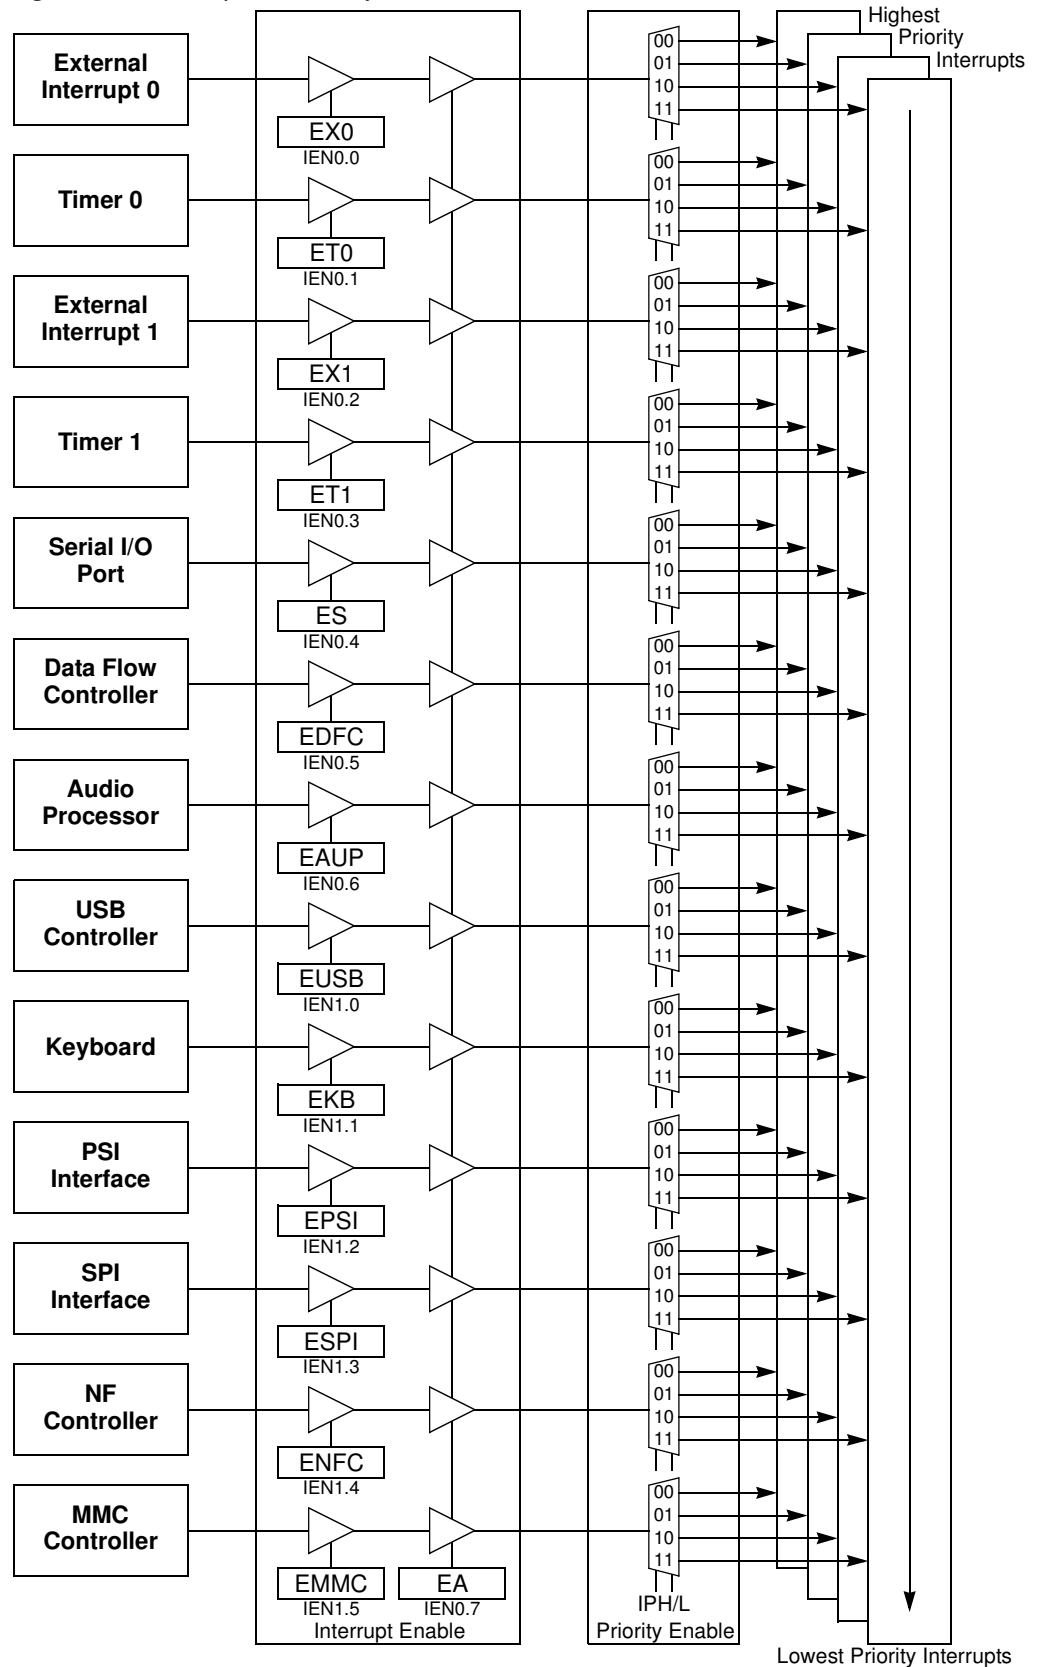 Highest
Priority
Interrupts
External
Interrupt 0
EX0
IEN0.0
00
01
10
11
Timer 0
ET0
IEN0.1
00
01
10
11
External
Interrupt 1
EX1
IEN0.2
00
01
10
11
Timer 1
ET1
IEN0.3
00
01
10
11
Serial I/O
Port
ES
IEN0.4
00
01
10
11
Data Flow
Controller
EDFC
IEN0.5
00
01
10
11
Audio
Processor
EAUP
IEN0.6
00
01
10
11
USB
Controller
EUSB
IEN1.0
00
01
10
11
Keyboard
EKB
IEN1.1
00
01
10
11
PSI
Interface
EPSI
IEN1.2
00
01
10
11
SPI
Interface
ESPI
IEN1.3
00
01
10
11
NF
Controller
ENFC
IEN1.4
00
01
10
11
MMC
Controller
EMMC
IEN1.5
EA
IEN0.7
00
01
10
11
IPH/L
Interrupt Enable
Priority Enable
Lowest Priority Interrupts